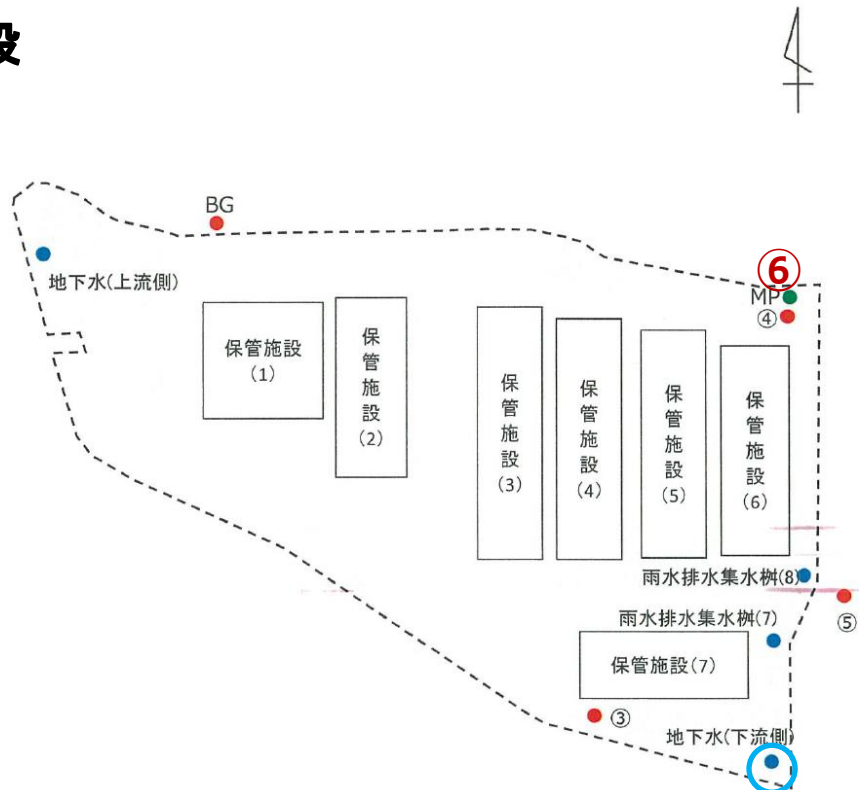 設
BG
地下水(上流側)
⑥
MP
④
保管施設
(1)
保管施設
(2)
保管施設
(3)
保管施設
(4)
保管施設
(5)
保管施設
(6)
雨水排水集水桝(8)
⑤
雨水排水集水桝(7)
保管施設(7)
③
地下水(下流側)